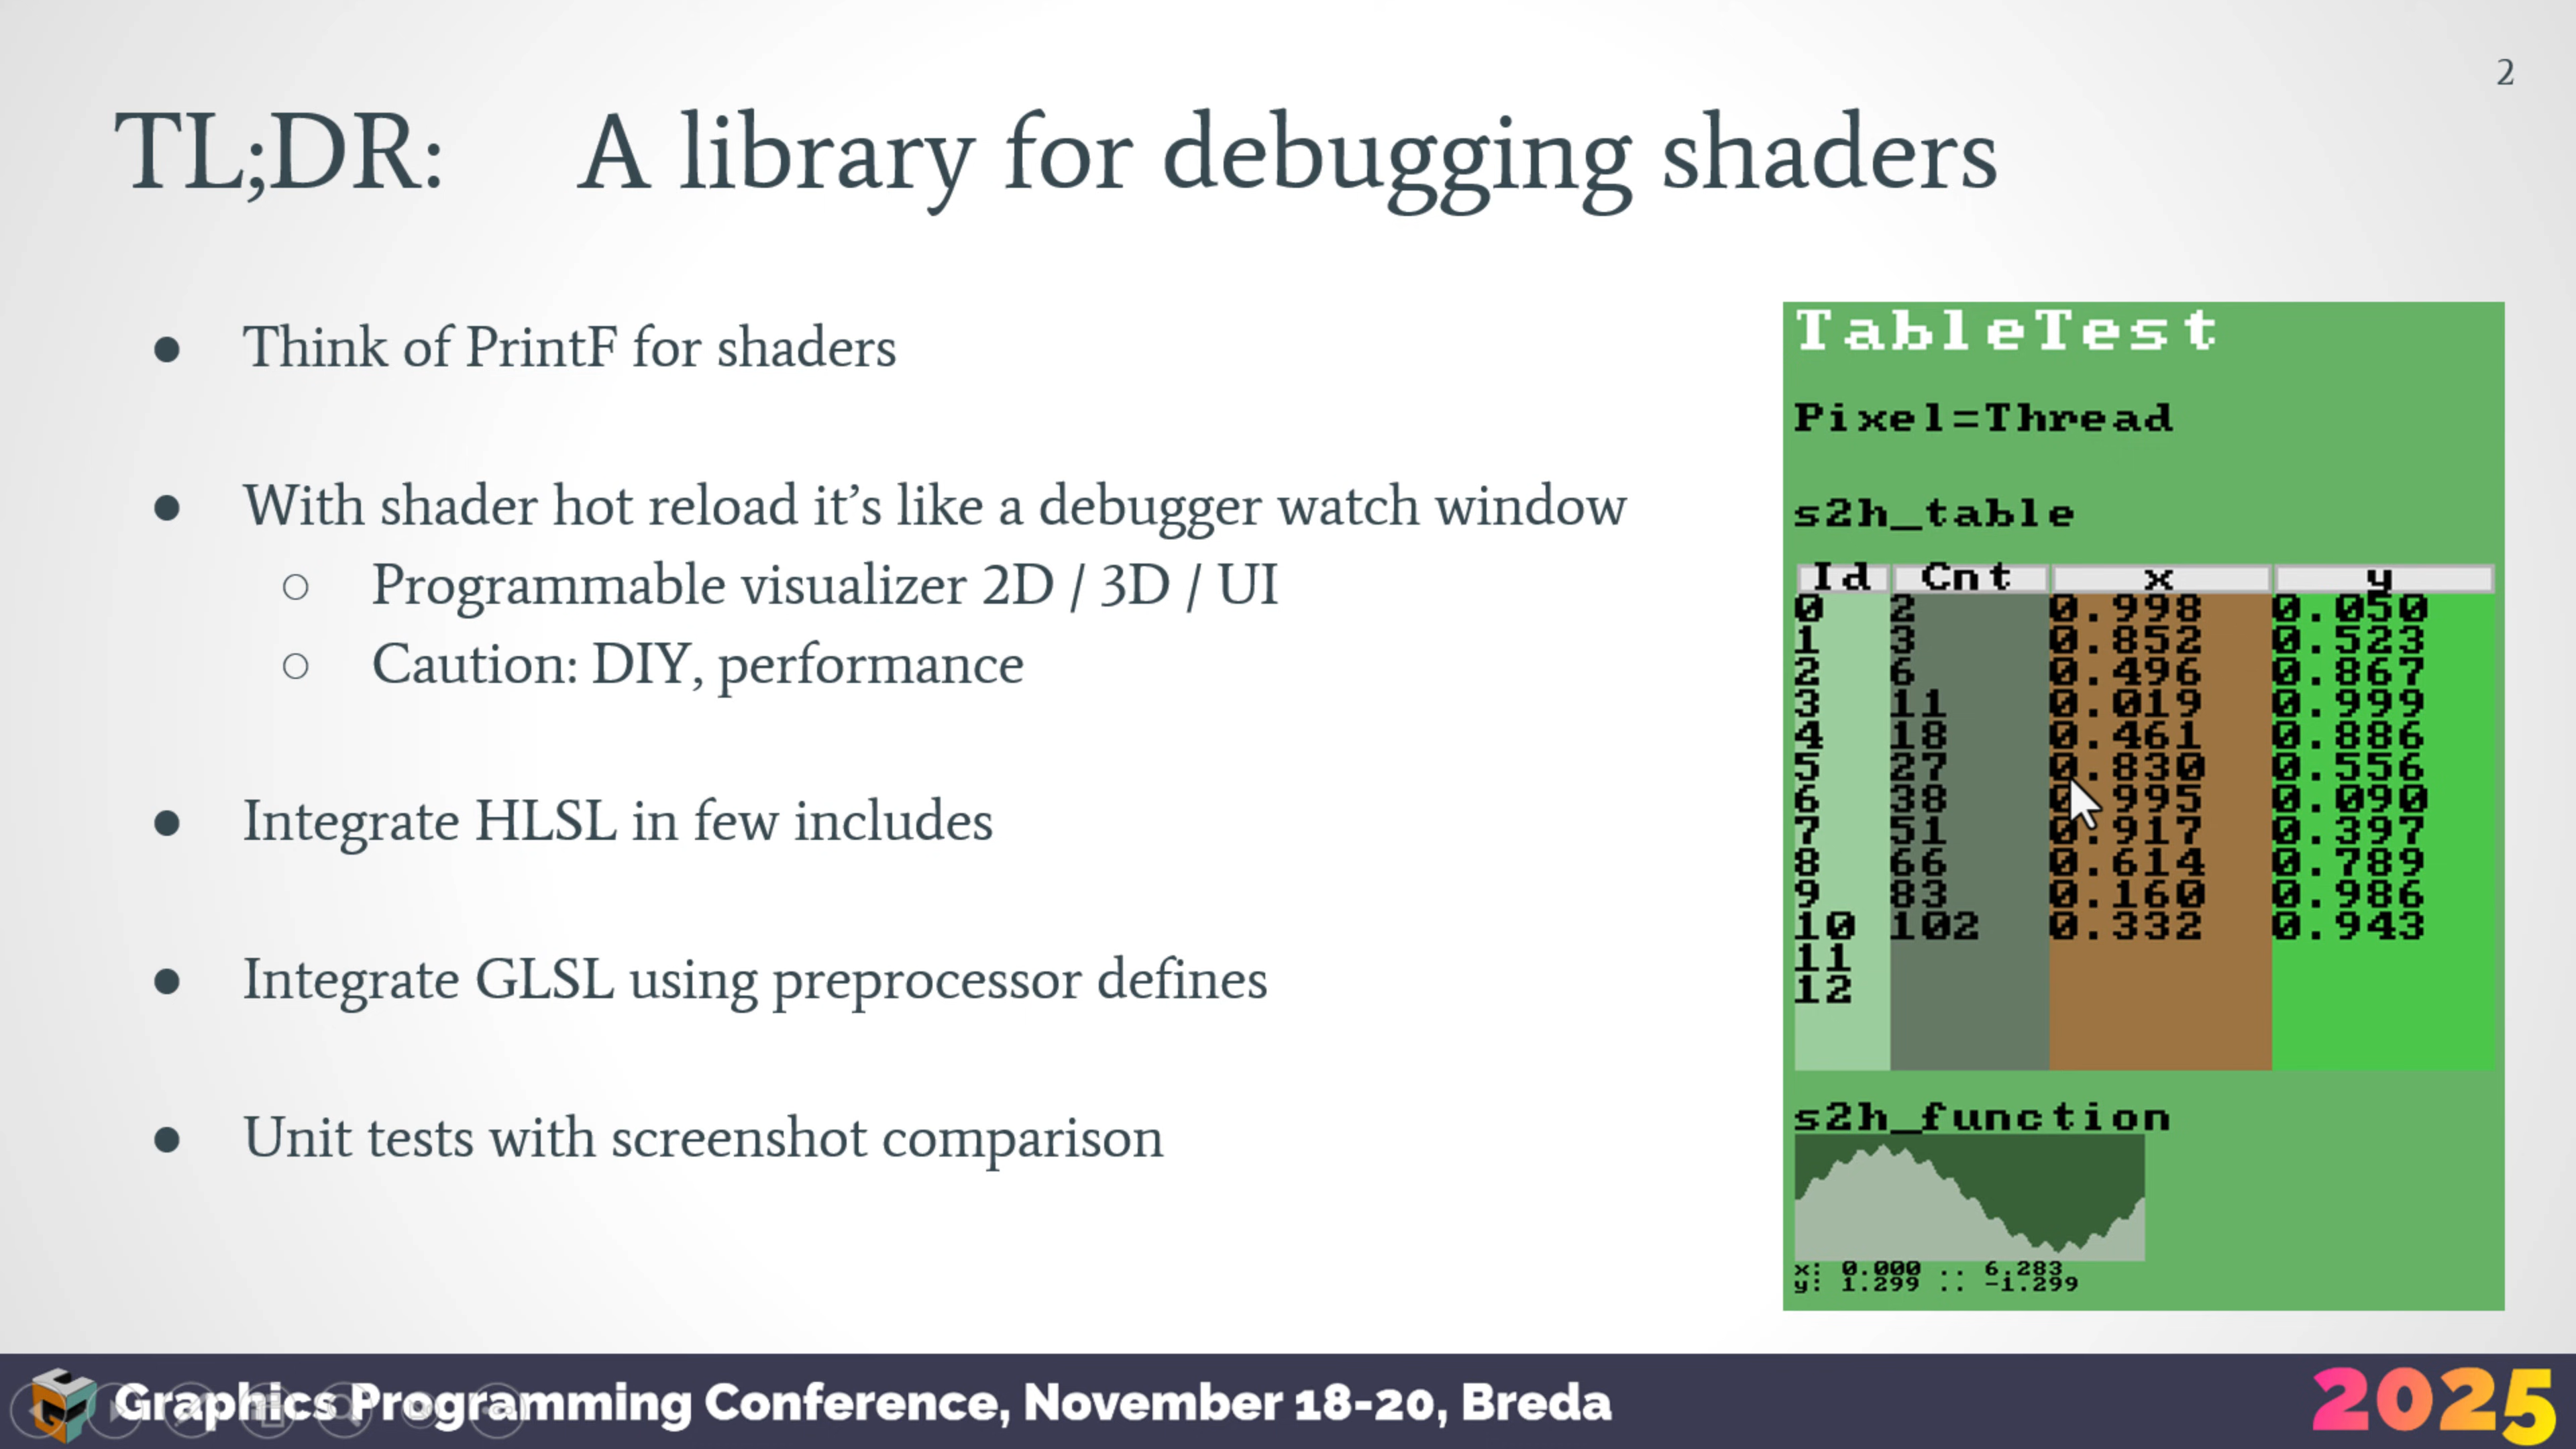 2
TL;DR: A library for debugging shaders
● Think of PrintF for shaders
● With shader hot reload it’s like a debugger watch window
○ Programmable visualizer 2D / 3D / UI
○ Caution: DIY, performance
● Integrate HLSL in few includes
● Integrate GLSL using preprocessor defines
● Unit tests with screenshot comparison
TableTest
Pixel=Thread
s2h_table
Id Cnt x y
0 2 0.998 0.050
1 3 0.852 0.523
2 6 0.496 0.867
3 11 0.019 0.999
4 18 0.461 0.886
5 27 0.830 0.556
6 38 0.995 0.090
7 51 0.917 0.397
8 66 0.614 0.789
9 83 0.160 0.986
10 102 0.332 0.943
11
12
s2h_function
x: 0.000 .. 6.283
y: 1.299 .. -1.299
Graphics Programming Conference, November 18-20, Breda
2025